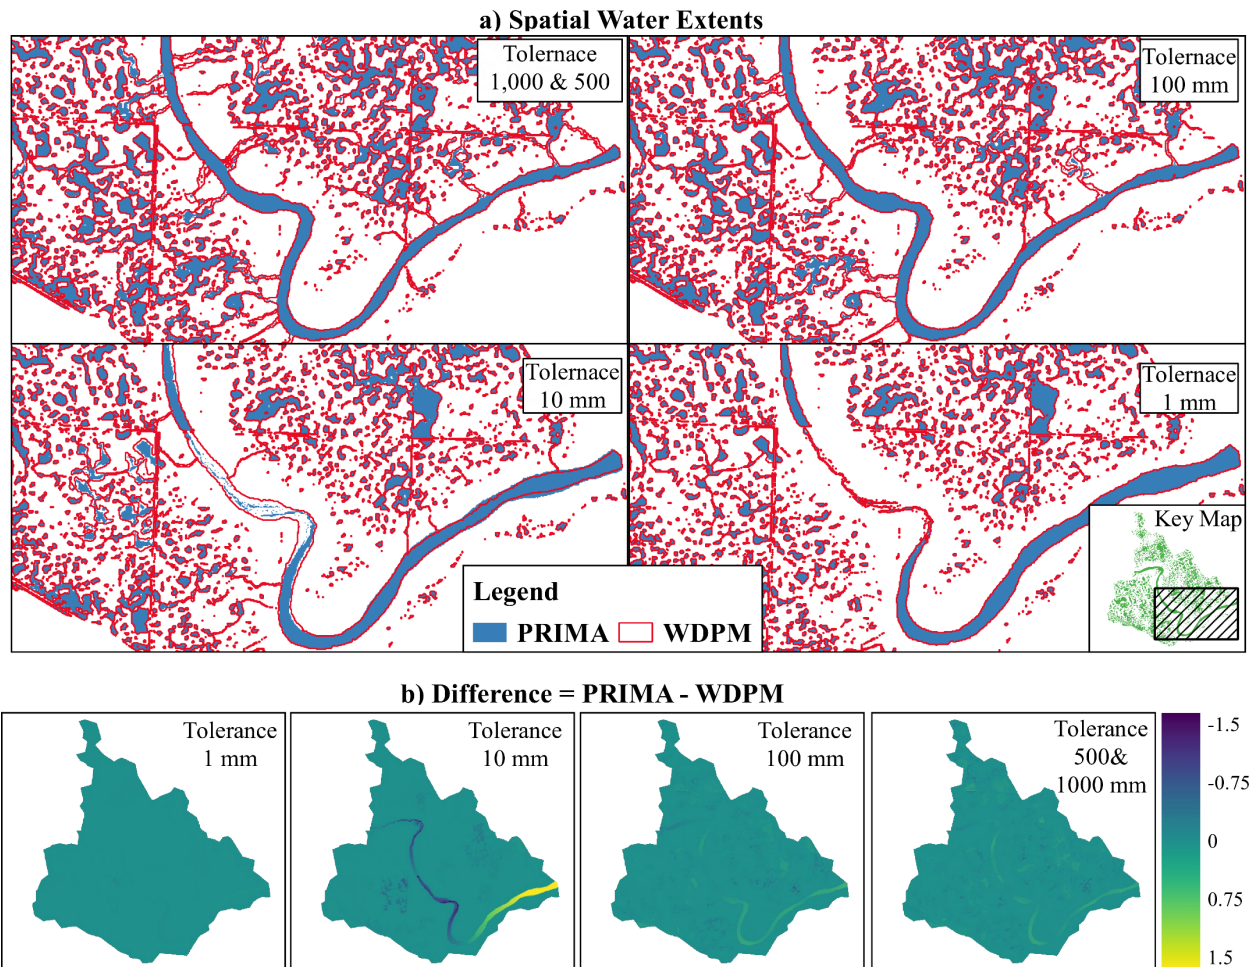 a) Spatial Water Extents
Tolernace
1,000 & 500
Tolernace
100 mm
Tolernace
10 mm
Tolernace
1 mm
Key Map
Legend
PRIMA
WDPM
b) Difference = PRIMA - WDPM
Tolerance
1 mm
Tolerance
10 mm
Tolerance
100 mm
Tolerance
500&
1000 mm
-1.5
-0.75
0
0.75
1.5